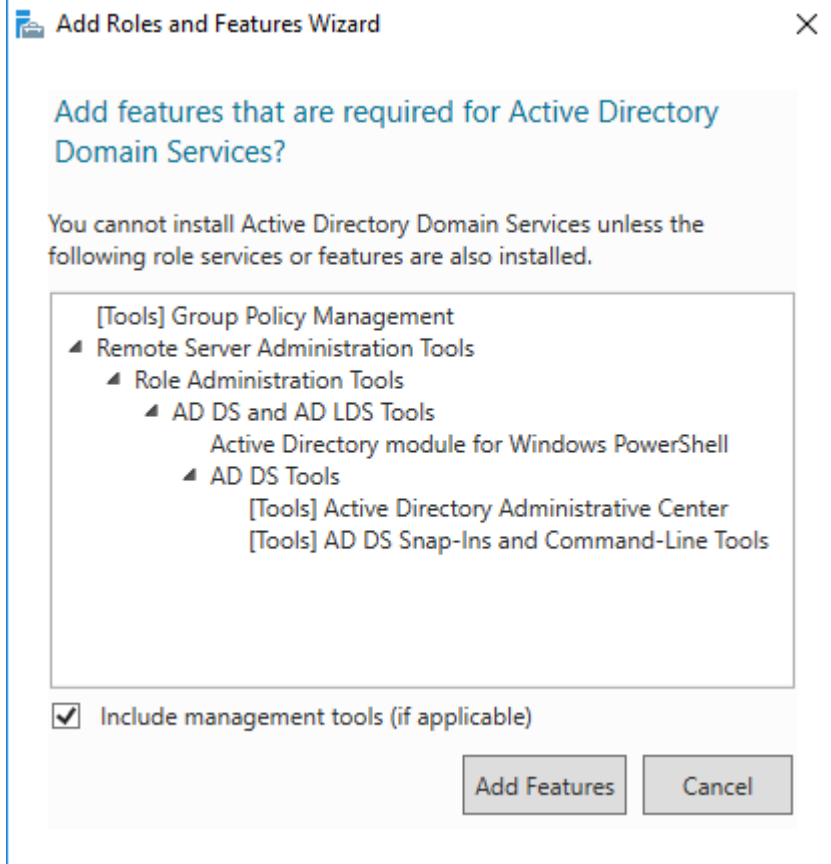 Add Roles and Features Wizard
Add features that are required for Active Directory
Domain Services?
You cannot install Active Directory Domain Services unless the
following role services or features are also installed.
[Tools] Group Policy Management
Remote Server Administration Tools
Role Administration Tools
AD DS and AD LDS Tools
Active Directory module for Windows PowerShell
AD DS Tools
[Tools] Active Directory Administrative Center
[Tools] AD DS Snap-Ins and Command-Line Tools
Include management tools (if applicable)
Add Features
Cancel